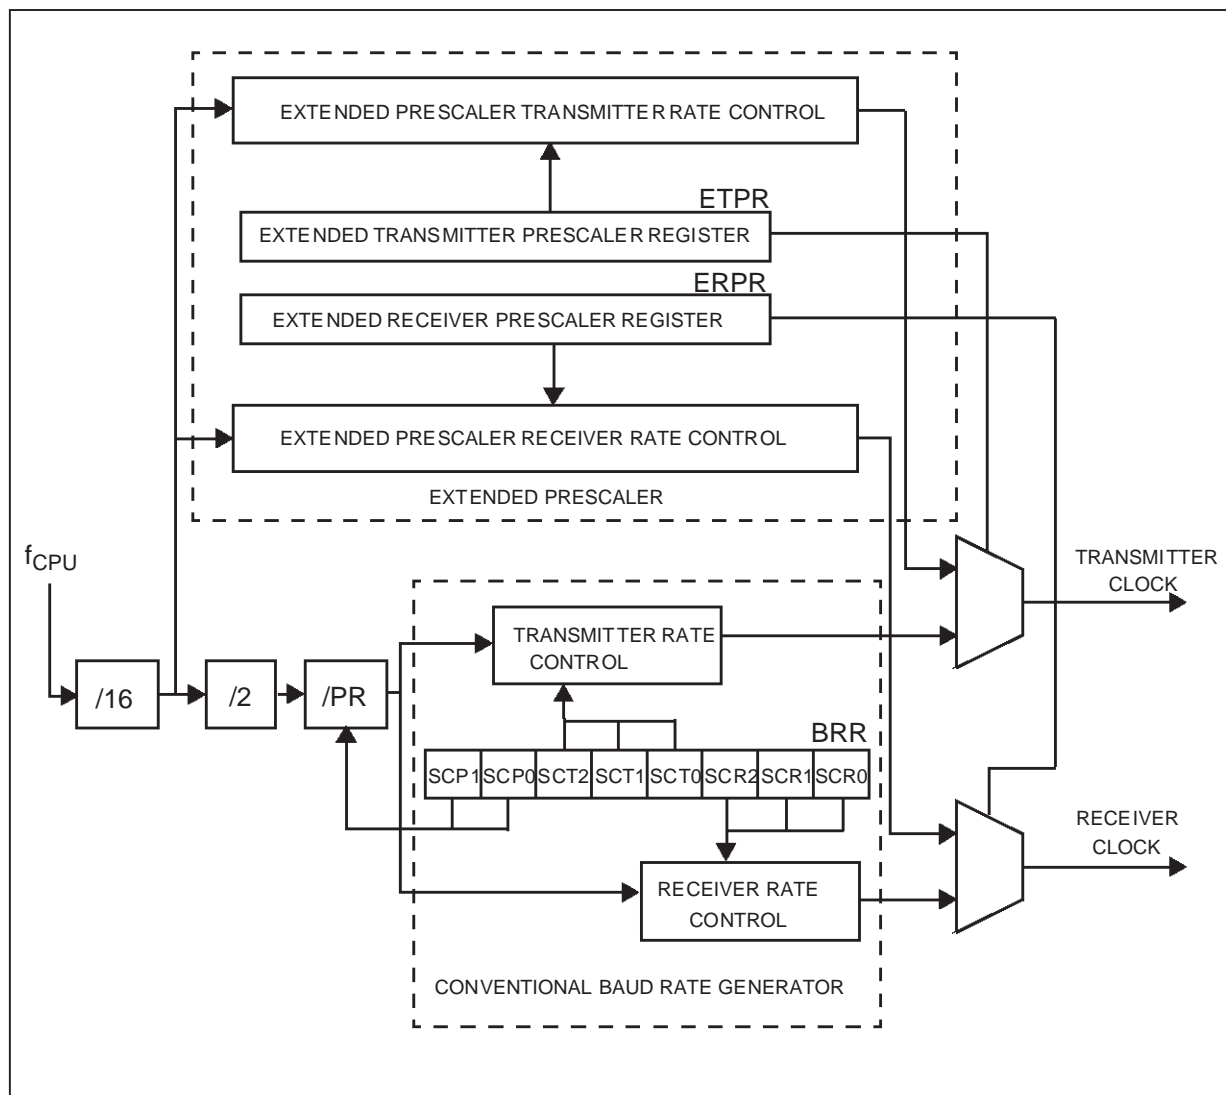 EXTENDED PRESCALER TRANSMITTER RATE CONTROL
ETPR
EXTENDED TRANSMITTER PRESCALER REGISTER
ERPR
EXTENDED RECEIVER PRESCALER REGISTER
EXTENDED PRESCALER RECEIVER RATE CONTROL
EXTENDED PRESCALER
fCPU
TRANSMITTER
CLOCK
TRANSMITTER RATE
CONTROL
/16
/2
/PR
BRR
SCP1 SCP0 SCT2 SCT1 SCT0 SCR2 SCR1 SCR0
RECEIVER
CLOCK
RECEIVER RATE
CONTROL
CONVENTIONAL BAUD RATE GENERATOR